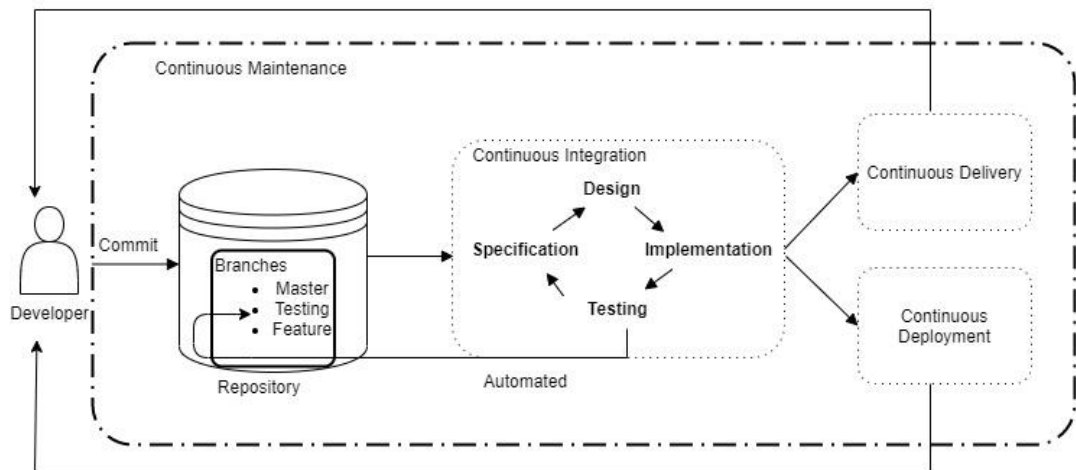 Continuous Maintenance
Continuous Integration
Design
Specification
Implementation
Testing
Continuous Delivery
Continuous
Deployment
Commit
Developer
Branches
Master
Testing
Feature
Repository
Automated